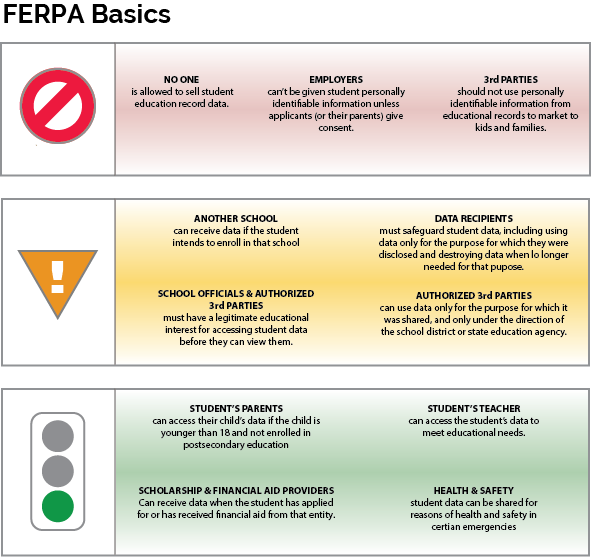 FERPA Basics
NO ONE
is allowed to sell student
education record data.
EMPLOYERS
can't be given student personally
identifiable information unless
applicants (or their parents) give
consent.
3rd PARTIES
should not use personally
identifiable information from
educational records to market to
kids and families.
!
ANOTHER SCHOOL
can receive data if the student
intends to enroll in that school
DATA RECIPIENTS
must safeguard student data, including using
data only for the purpose for which they were
disclosed and destroying data when lo longer
needed for that pupose.
SCHOOL OFFICIALS & AUTHORIZED
3rd PARTIES
must have a legitimate educational
interest for accessing student data
before they can view them.
AUTHORIZED 3rd PARTIES
can use data only for the purpose for which it
was shared, and only under the direction of
the school district or state education agency.
STUDENT'S PARENTS
can access their child's data if the child is
younger than 18 and not enrolled in
postsecondary education
STUDENT'S TEACHER
can access the student's data to
meet educational needs.
SCHOLARSHIP & FINANCIAL AID PROVIDERS
Can receive data when the student has applied
for or has received financial aid from that entity.
HEALTH & SAFETY
student data can be shared for
reasons of health and safety in
certian emergencies